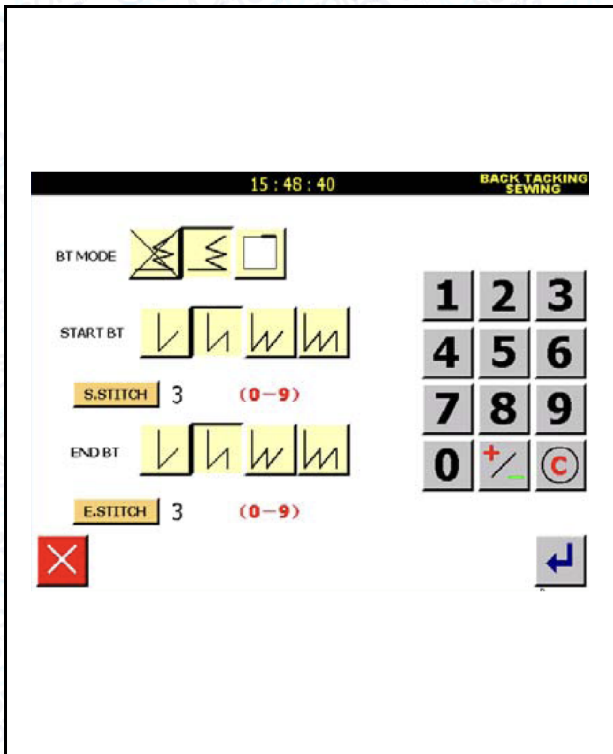 15 : 48 : 40
BACK TACKING
SEWING
BT MODE
START BT
S.STITCH 3 (0-9)
END BT
E.STITCH 3 (0-9)
1 2 3
4 5 6
7 8 9
0 +/- C